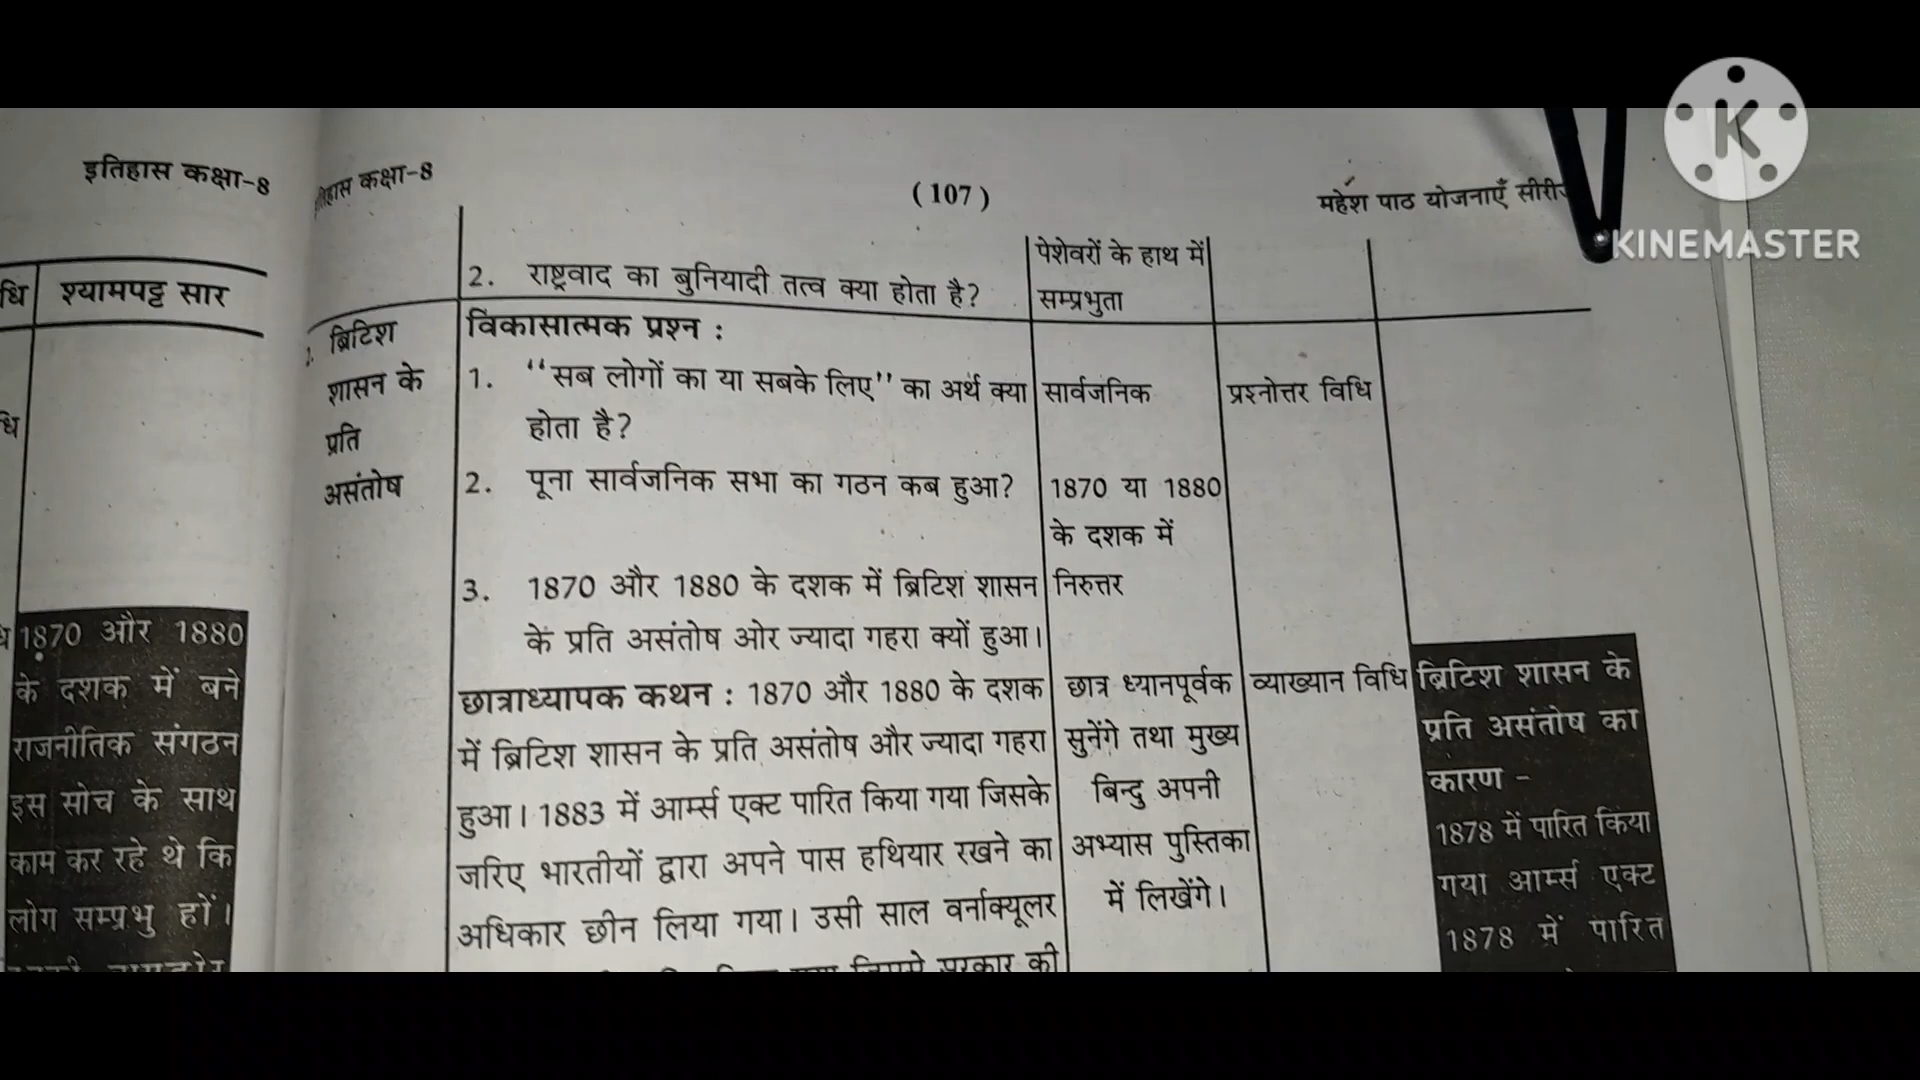 इतिहास कक्षा-8
धि श्यामपट्ट सार
धि
1870 और 1880
के दशक में बने
राजनीतिक संगठन
इस सोच के साथ
काम कर रहे थे कि
लोग सम्प्रभु हों।
कक्षा-8
( 107 )
महेश पाठ योजनाएँ
K
KINEMASTER
2. राष्ट्रवाद का बुनियादी तत्व क्या होता है?
पेशेवरों के हाथ में
सम्प्रभुता
ब्रिटिश
शासन के
प्रति
असंतोष
विकासात्मक प्रश्न :
1. ‘‘सब लोगों का या सबके लिए’’ का अर्थ क्या
होता है?
सार्वजनिक
प्रश्नोत्तर विधि
2. पूना सार्वजनिक सभा का गठन कब हुआ?
1870 या 1880
के दशक में
3. 1870 और 1880 के दशक में ब्रिटिश शासन
के प्रति असंतोष ओर ज्यादा गहरा क्यों हुआ।
निरुत्तर
छात्राध्यापक कथन : 1870 और 1880 के दशक
में ब्रिटिश शासन के प्रति असंतोष और ज्यादा गहरा
हुआ। 1883 में आर्म्स एक्ट पारित किया गया जिसके
जरिए भारतीयों द्वारा अपने पास हथियार रखने का
अधिकार छीन लिया गया। उसी साल वर्नाक्यूलर
सरकार की
छात्र ध्यानपूर्वक
सुनेंगे तथा मुख्य
बिन्दु अपनी
अभ्यास पुस्तिका
में लिखेंगे।
व्याख्यान विधि
ब्रिटिश शासन के
प्रति असंतोष का
कारण -
1878 में पारित किया
गया आर्म्स एक्ट
1878 में पारित